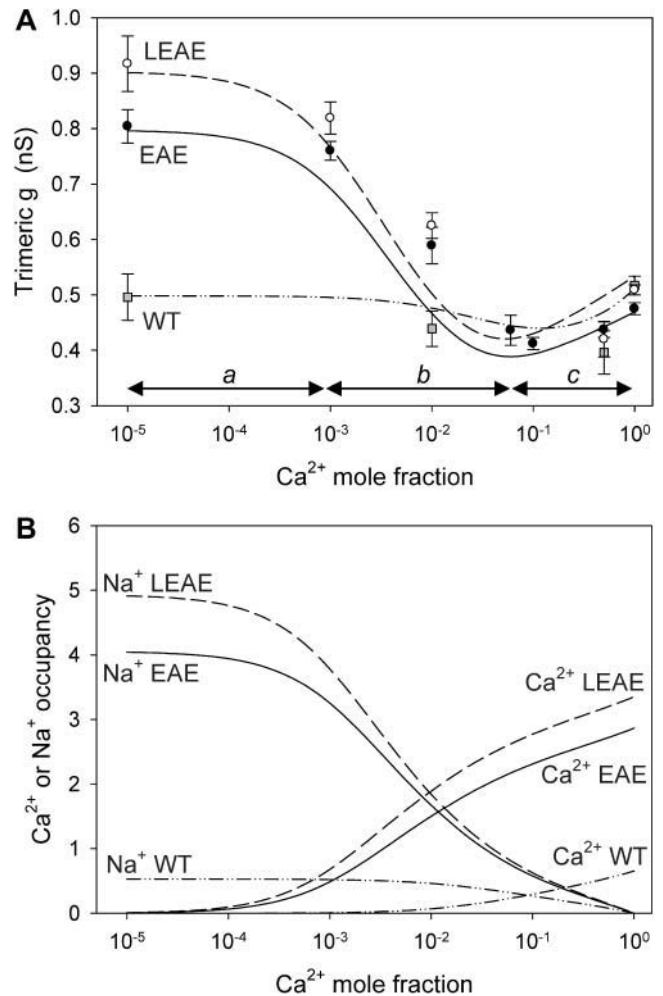 A
1.0
LEAE
0.9
0.8
EAE
0.7
Trimeric g (nS)
0.6
0.5
WT
0.4
a b c
0.3
10⁻⁵ 10⁻⁴ 10⁻³ 10⁻² 10⁻¹ 10⁰
Ca²⁺ mole fraction
B
6
Na⁺ LEAE
5
4
Na⁺ EAE
Ca²⁺ LEAE
3
Ca²⁺ or Na⁺ occupancy
Ca²⁺ EAE
2
1
Na⁺ WT
Ca²⁺ WT
0
10⁻⁵ 10⁻⁴ 10⁻³ 10⁻² 10⁻¹ 10⁰
Ca²⁺ mole fraction